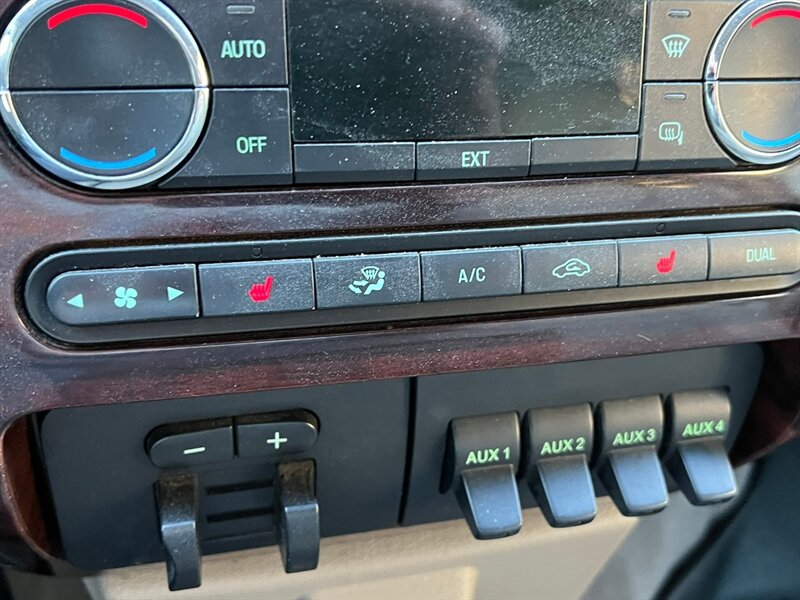 AUTO
OFF
EXT
A/C
DUAL
− +
AUX 1 AUX 2 AUX 3 AUX 4